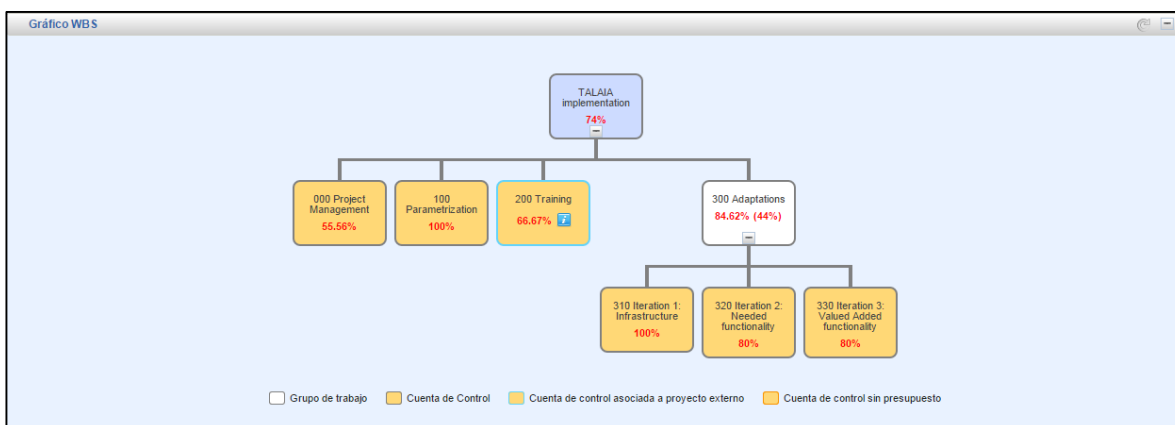 Gráfico WBS
TALAIA
implementation
74%
000 Project
Management
55.56%
100
Parametrization
100%
200 Training
66.67%
300 Adaptations
84.62% (44%)
310 Iteration 1:
Infrastructure
100%
320 Iteration 2:
Needed
functionality
80%
330 Iteration 3:
Valued Added
functionality
80%
Grupo de trabajo
Cuenta de Control
Cuenta de control asociada a proyecto externo
Cuenta de control sin presupuesto